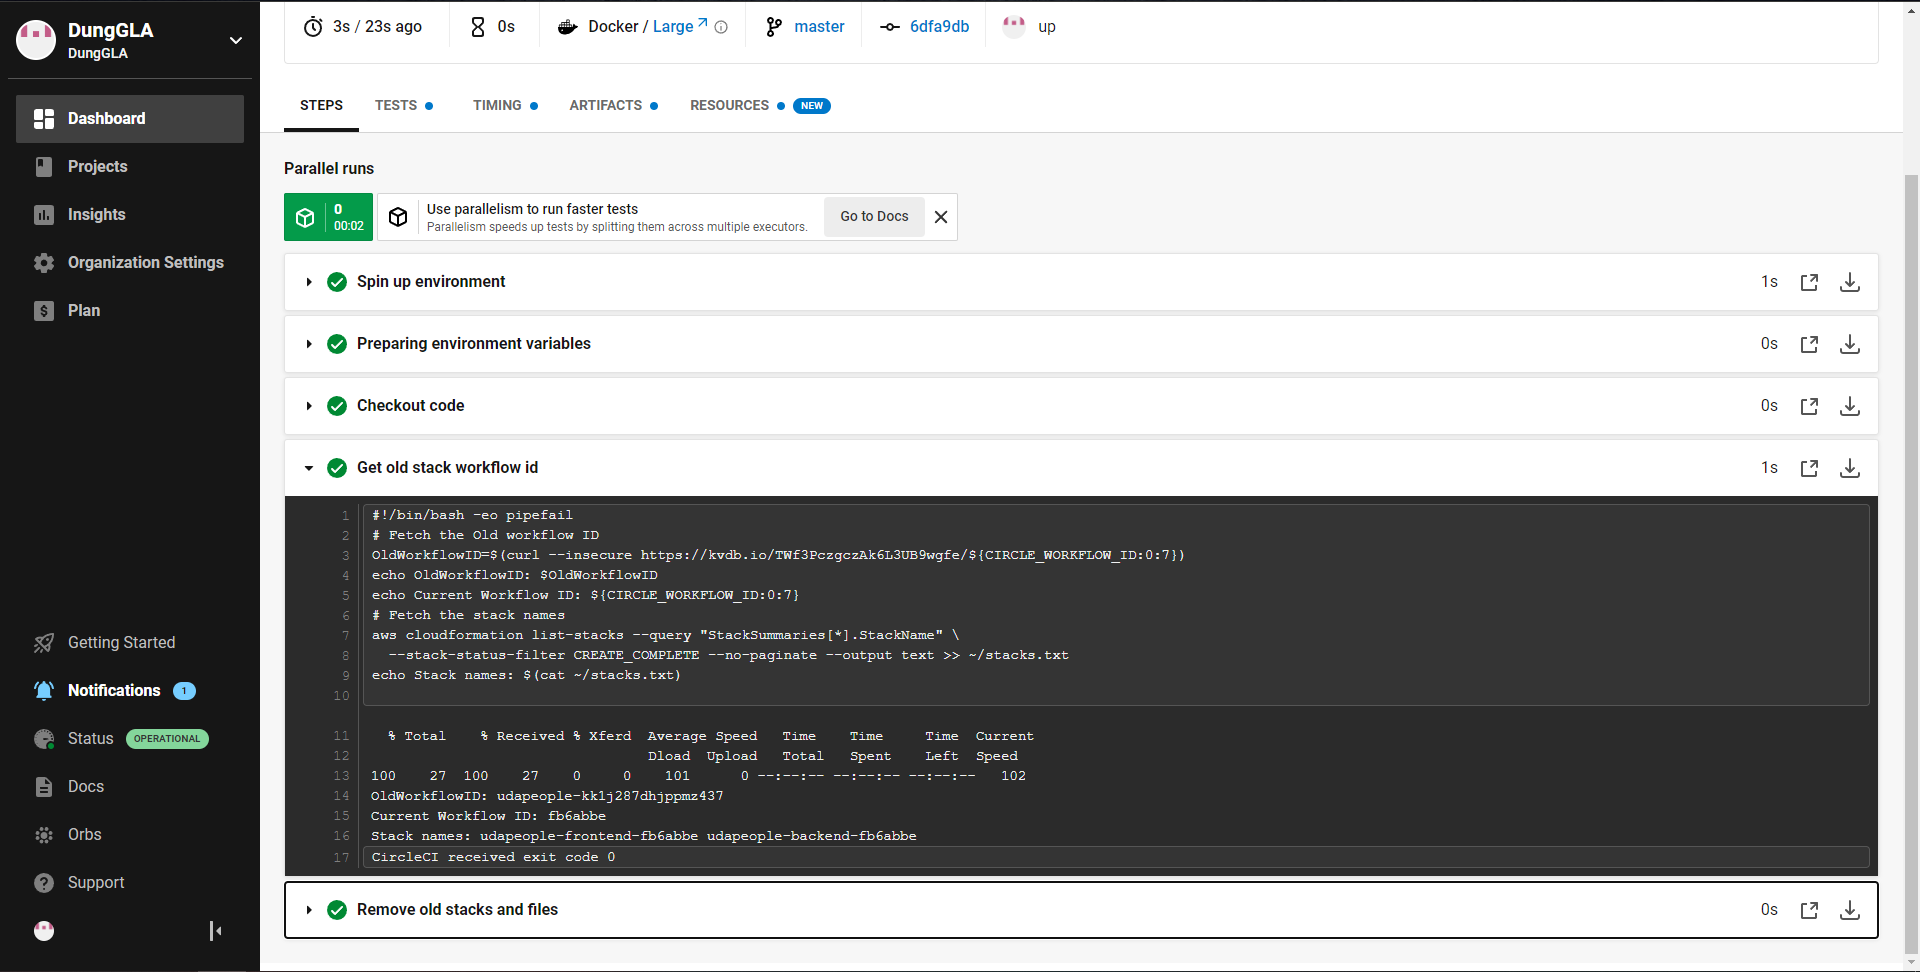 DungGLA
DungGLA
Dashboard
Projects
Insights
Organization Settings
Plan
Getting Started
Notifications 1
Status OPERATIONAL
Docs
Orbs
Support
3s / 23s ago
0s
Docker / Large
master
6dfa9db
up
STEPS
TESTS
TIMING
ARTIFACTS
RESOURCES NEW
Parallel runs
0
00:02
Use parallelism to run faster tests
Parallelism speeds up tests by splitting them across multiple executors.
Go to Docs
Spin up environment 1s
Preparing environment variables 0s
Checkout code 0s
Get old stack workflow id 1s
1 #!/bin/bash -eo pipefail
2 # Fetch the Old workflow ID
3 OldWorkflowID=$(curl --insecure https://kvdb.io/TWf3PczgczAk6L3UB9wgfe/${CIRCLE_WORKFLOW_ID:0:7})
4 echo OldWorkflowID: $OldWorkflowID
5 echo Current Workflow ID: ${CIRCLE_WORKFLOW_ID:0:7}
6 # Fetch the stack names
7 aws cloudformation list-stacks --query "StackSummaries[*].StackName" \
8 --stack-status-filter CREATE_COMPLETE --no-paginate --output text >> ~/stacks.txt
9 echo Stack names: $(cat ~/stacks.txt)
10
11 % Total % Received % Xferd Average Speed Time Time Time Current
12 Dload Upload Total Spent Left Speed
13 100 27 100 27 0 0 101 0 --:--:-- --:--:-- --:--:-- 102
14 OldWorkflowID: udapeople-kk1j287dhjppmz437
15 Current Workflow ID: fb6abbe
16 Stack names: udapeople-frontend-fb6abbe udapeople-backend-fb6abbe
17 CircleCI received exit code 0
Remove old stacks and files 0s